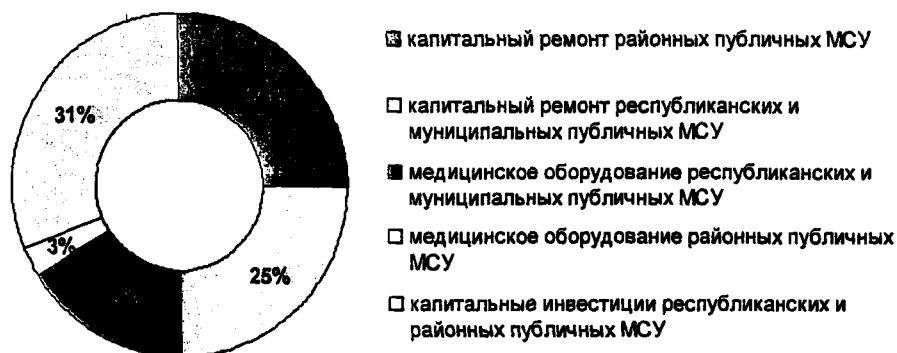 капитальный ремонт районных публичных МСУ
капитальный ремонт республиканских и
муниципальных публичных МСУ
медицинское оборудование республиканских и
муниципальных публичных МСУ
медицинское оборудование районных публичных
МСУ
капитальные инвестиции республиканских и
районных публичных МСУ
31%
3%
25%